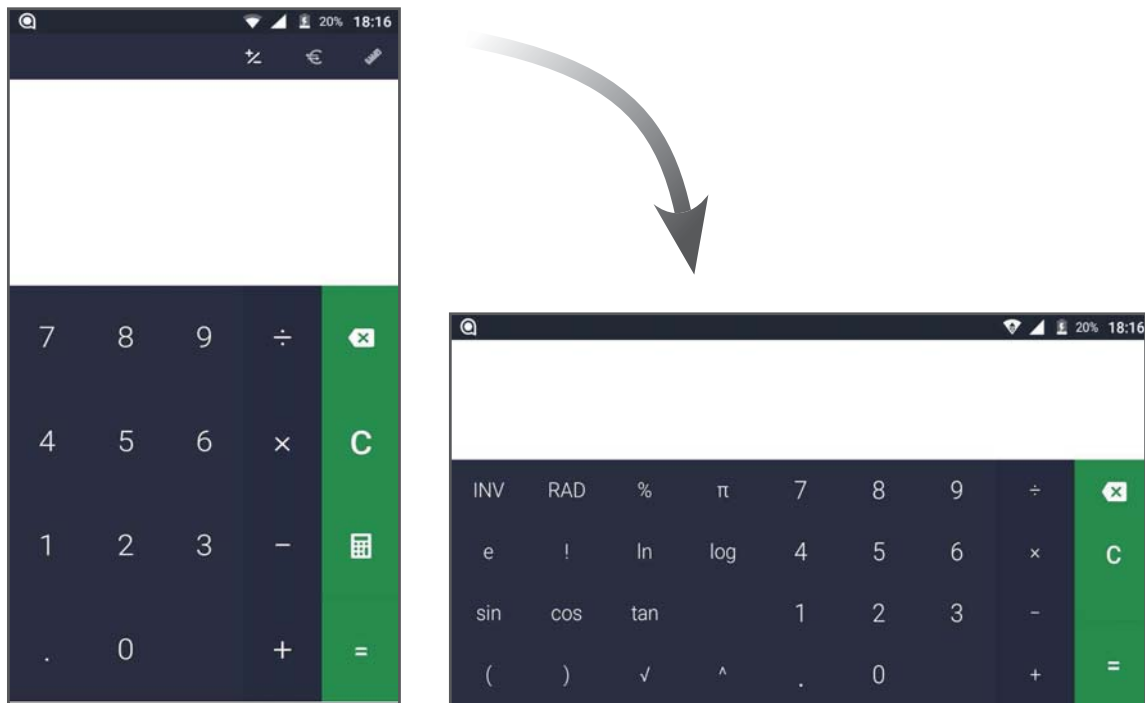 20% 18:16
+/- €
7 8 9 ÷
4 5 6 × C
1 2 3 −
. 0 + =
20% 18:16
INV RAD % π 7 8 9 ÷
e ! ln log 4 5 6 × C
sin cos tan 1 2 3 −
( ) √ ^ . 0 + =